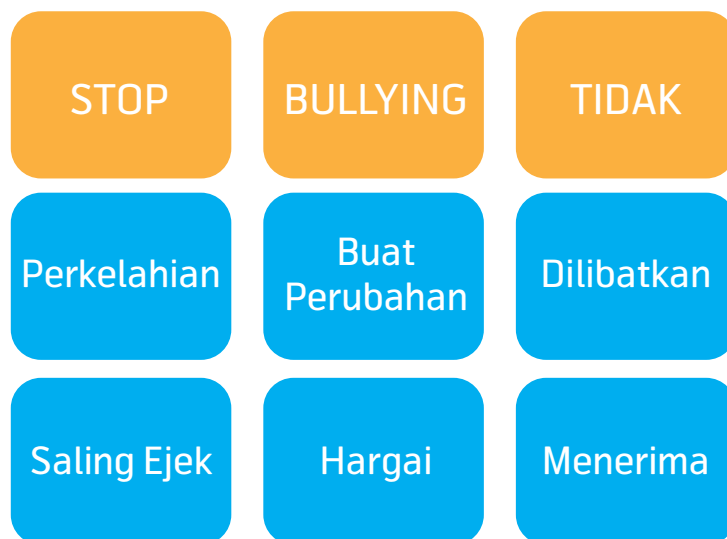 STOP
BULLYING
TIDAK
Perkelahian
Buat
Perubahan
Dilibatkan
Saling Ejek
Hargai
Menerima